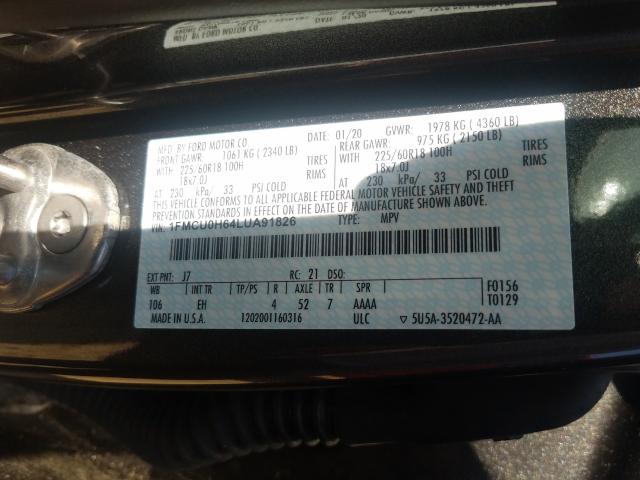 MFD. BY FORD MOTOR CO. DATE: 01/20 GVWR: 1978 KG ( 4360 LB)
FRONT GAWR: 1061 KG ( 2340 LB) REAR GAWR: 975 KG ( 2150 LB)
WITH 225/60R18 100H TIRES WITH 225/60R18 100H TIRES
18x7.0J RIMS 18x7.0J RIMS
AT 230 kPa/ 33 PSI COLD AT 230 kPa/ 33 PSI COLD
THIS VEHICLE CONFORMS TO ALL APPLICABLE FEDERAL MOTOR VEHICLE SAFETY AND THEFT
STANDARDS IN EFFECT ON THE DATE OF MANUFACTURE SHOWN ABOVE.
VIN: 1FMCU0H64LUA91826 TYPE: MPV
EXT PNT: J7 RC: 21 DSO:
WB INT TR TP/PS R AXLE TR SPR F0156
106 EH 4 52 7 AAAA T0129
MADE IN U.S.A. 1202001160316 ULC ▽ 5U5A-3520472-AA